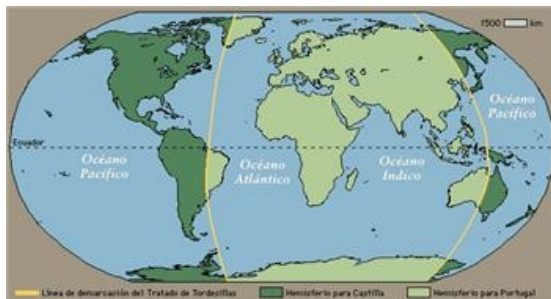 1500 km
Océano
Pacífico
Ecuador
Océano
Pacífico
Océano
Atlántico
Océano
Indico
Línea de demarcación del Tratado de Tordesillas
Hemisferio para Castilla
Hemisferio para Portugal